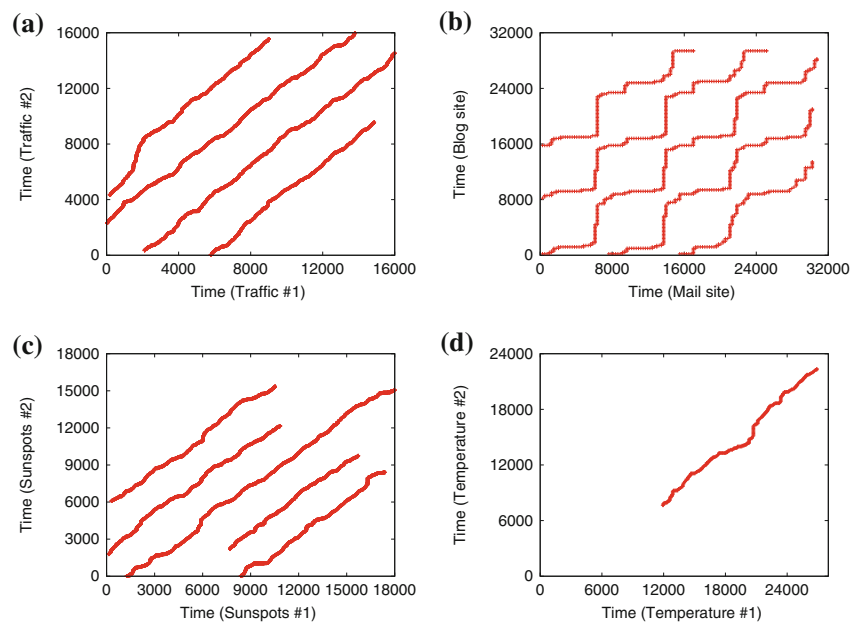 (a)
16000
12000
8000
4000
0
Time (Traffic #2)
0 4000 8000 12000 16000
Time (Traffic #1)
(b)
32000
24000
16000
8000
0
Time (Blog site)
0 8000 16000 24000 32000
Time (Mail site)
(c)
18000
15000
12000
9000
6000
3000
0
Time (Sunspots #2)
0 3000 6000 9000 12000 15000 18000
Time (Sunspots #1)
(d)
24000
18000
12000
6000
0
Time (Temperature #2)
0 6000 12000 18000 24000
Time (Temperature #1)